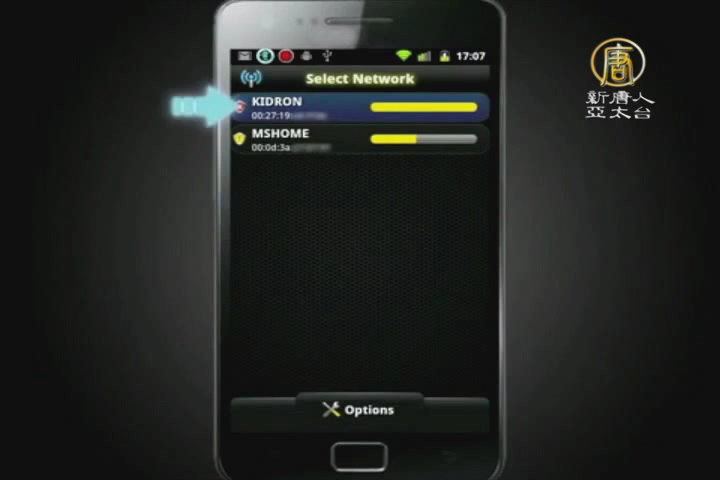 17:07
Select Network
KIDRON
00:27:19
MSHOME
00:0d:3a
Options
唐
新唐人
亞太台